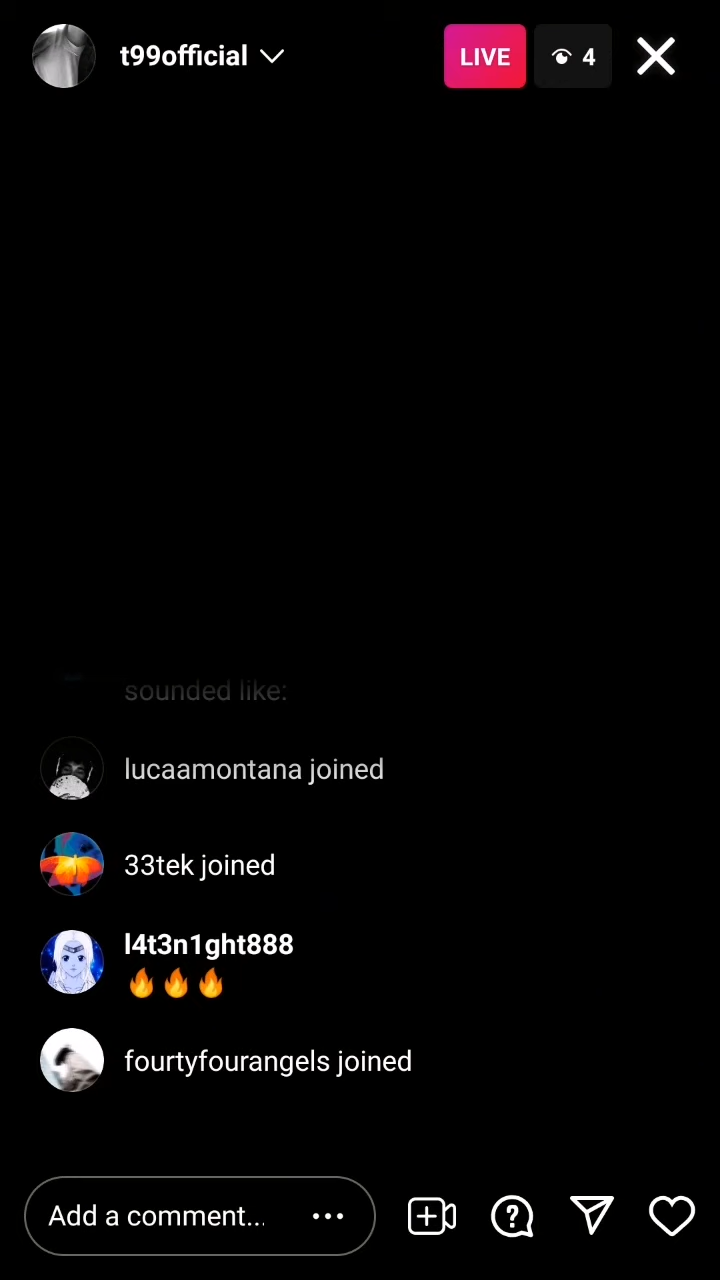 t99official
LIVE
4
sounded like:
lucaamontana joined
33tek joined
l4t3n1ght888
🔥🔥🔥
fourtyfourangels joined
Add a comment...